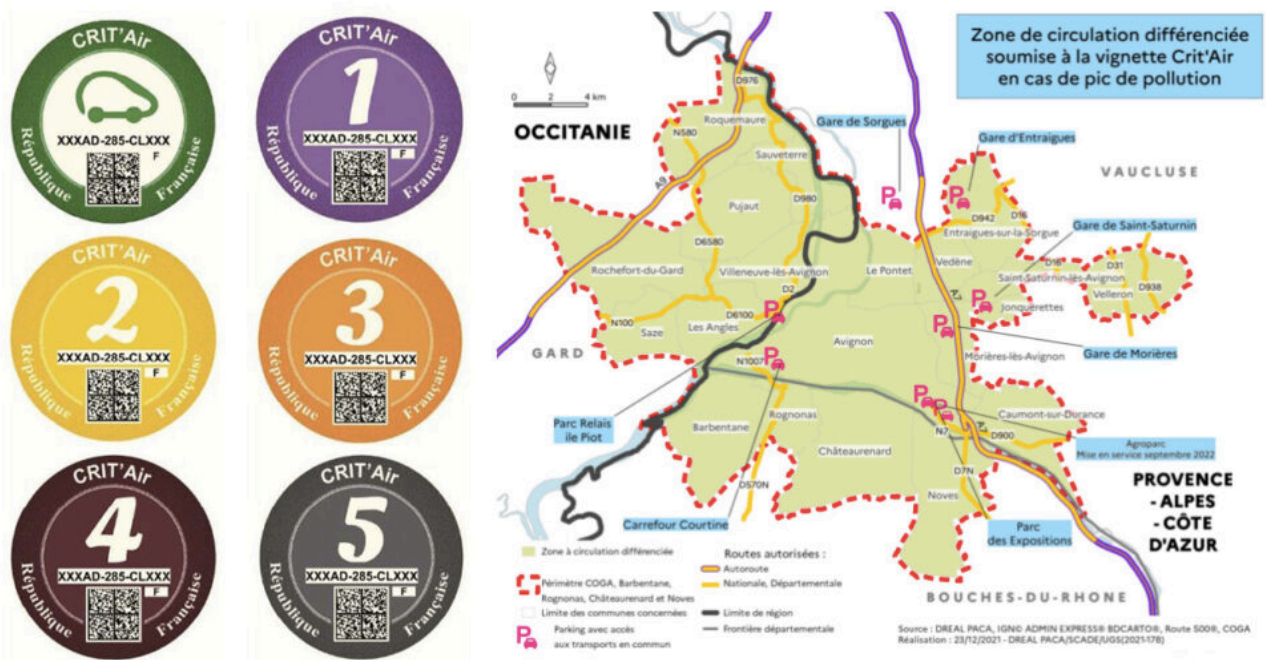 CRIT'Air
XXXAD-285-CLXXX
F
République Française
CRIT'Air
1
XXXAD-285-CLXXX
F
République Française
CRIT'Air
2
XXXAD-285-CLXXX
F
République Française
CRIT'Air
3
XXXAD-285-CLXXX
F
République Française
CRIT'Air
4
XXXAD-285-CLXXX
F
République Française
CRIT'Air
5
XXXAD-285-CLXXX
F
République Française
Zone de circulation différenciée
soumise à la vignette Crit'Air
en cas de pic de pollution
0 2 4 km
OCCITANIE
D976
Roquemaure
Gare de Sorgues
Gare d'Entraigues
N580
Sauveterre
VAUCLUSE
A9
Pujaut
D980
P
P
D942
D16
Entraigues-sur-la-Sorgue
Gare de Saint-Saturnin
D6580
Rochefort-du-Gard
Villeneuve-lès-Avignon
Le Pontet
Vedène
D16
Saint-Saturnin-lès-Avignon
D31
Velleron
D938
D2
A7
P
Jonquerettes
N100
Saze
Les Angles
D6100
P
Avignon
P
GARD
N1007
P
Morières-lès-Avignon
Gare de Morières
Parc Relais
ile Piot
Barbentane
Rognonas
P
P
Caumont-sur-Durance
N7
A7
D900
Agroparc
Mise en service septembre 2022
Châteaurenard
D7N
D570N
Noves
PROVENCE
- ALPES
- CÔTE
D'AZUR
Carrefour Courtine
Parc
des Expositions
Zone à circulation différenciée
Périmètre COGA, Barbentane,
Rognonas, Châteaurenard et Noves
Limite des communes concernées
P
Parking avec accès
aux transports en commun
Routes autorisées :
Autoroute
Nationale, Départementale
Limite de région
Frontière départementale
BOUCHES-DU-RHONE
Source : DREAL PACA, IGN© ADMIN EXPRESS® BDCARTO®, Route 500®, COGA
Réalisation : 23/12/2021 - DREAL PACA/SCADE/UGS(2021-178)